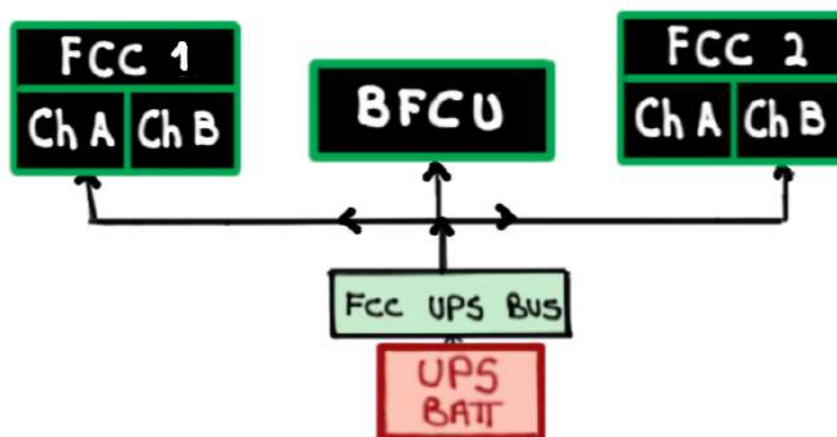 FCC 1
Ch A Ch B
BFCU
FCC 2
Ch A Ch B
FCC UPS BUS
UPS
BATT